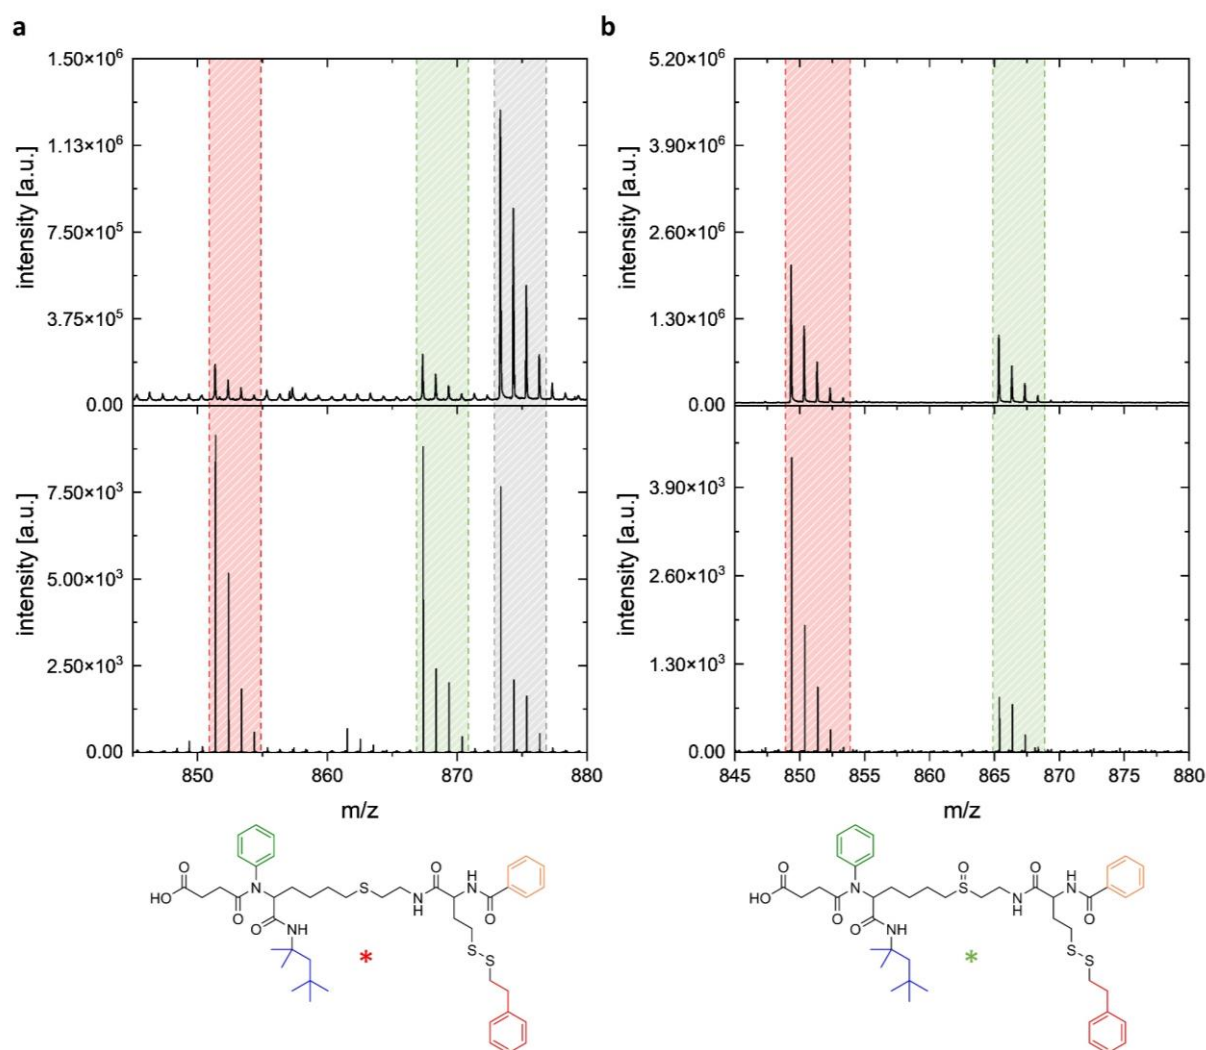 a
b
1.50×10⁶
1.13×10⁶
7.50×10⁵
3.75×10⁵
0.00
7.50×10³
5.00×10³
2.50×10³
0.00
intensity [a.u.]
intensity [a.u.]
850 860 870 880
m/z
5.20×10⁶
3.90×10⁶
2.60×10⁶
1.30×10⁶
0.00
3.90×10³
2.60×10³
1.30×10³
0.00
intensity [a.u.]
intensity [a.u.]
845 850 855 860 865 870 875 880
m/z
O
HO
O
N
O
NH
S
N
H
O
H
N
O
S
S
*
O
HO
O
N
O
NH
O
S
N
H
O
H
N
O
S
S
*